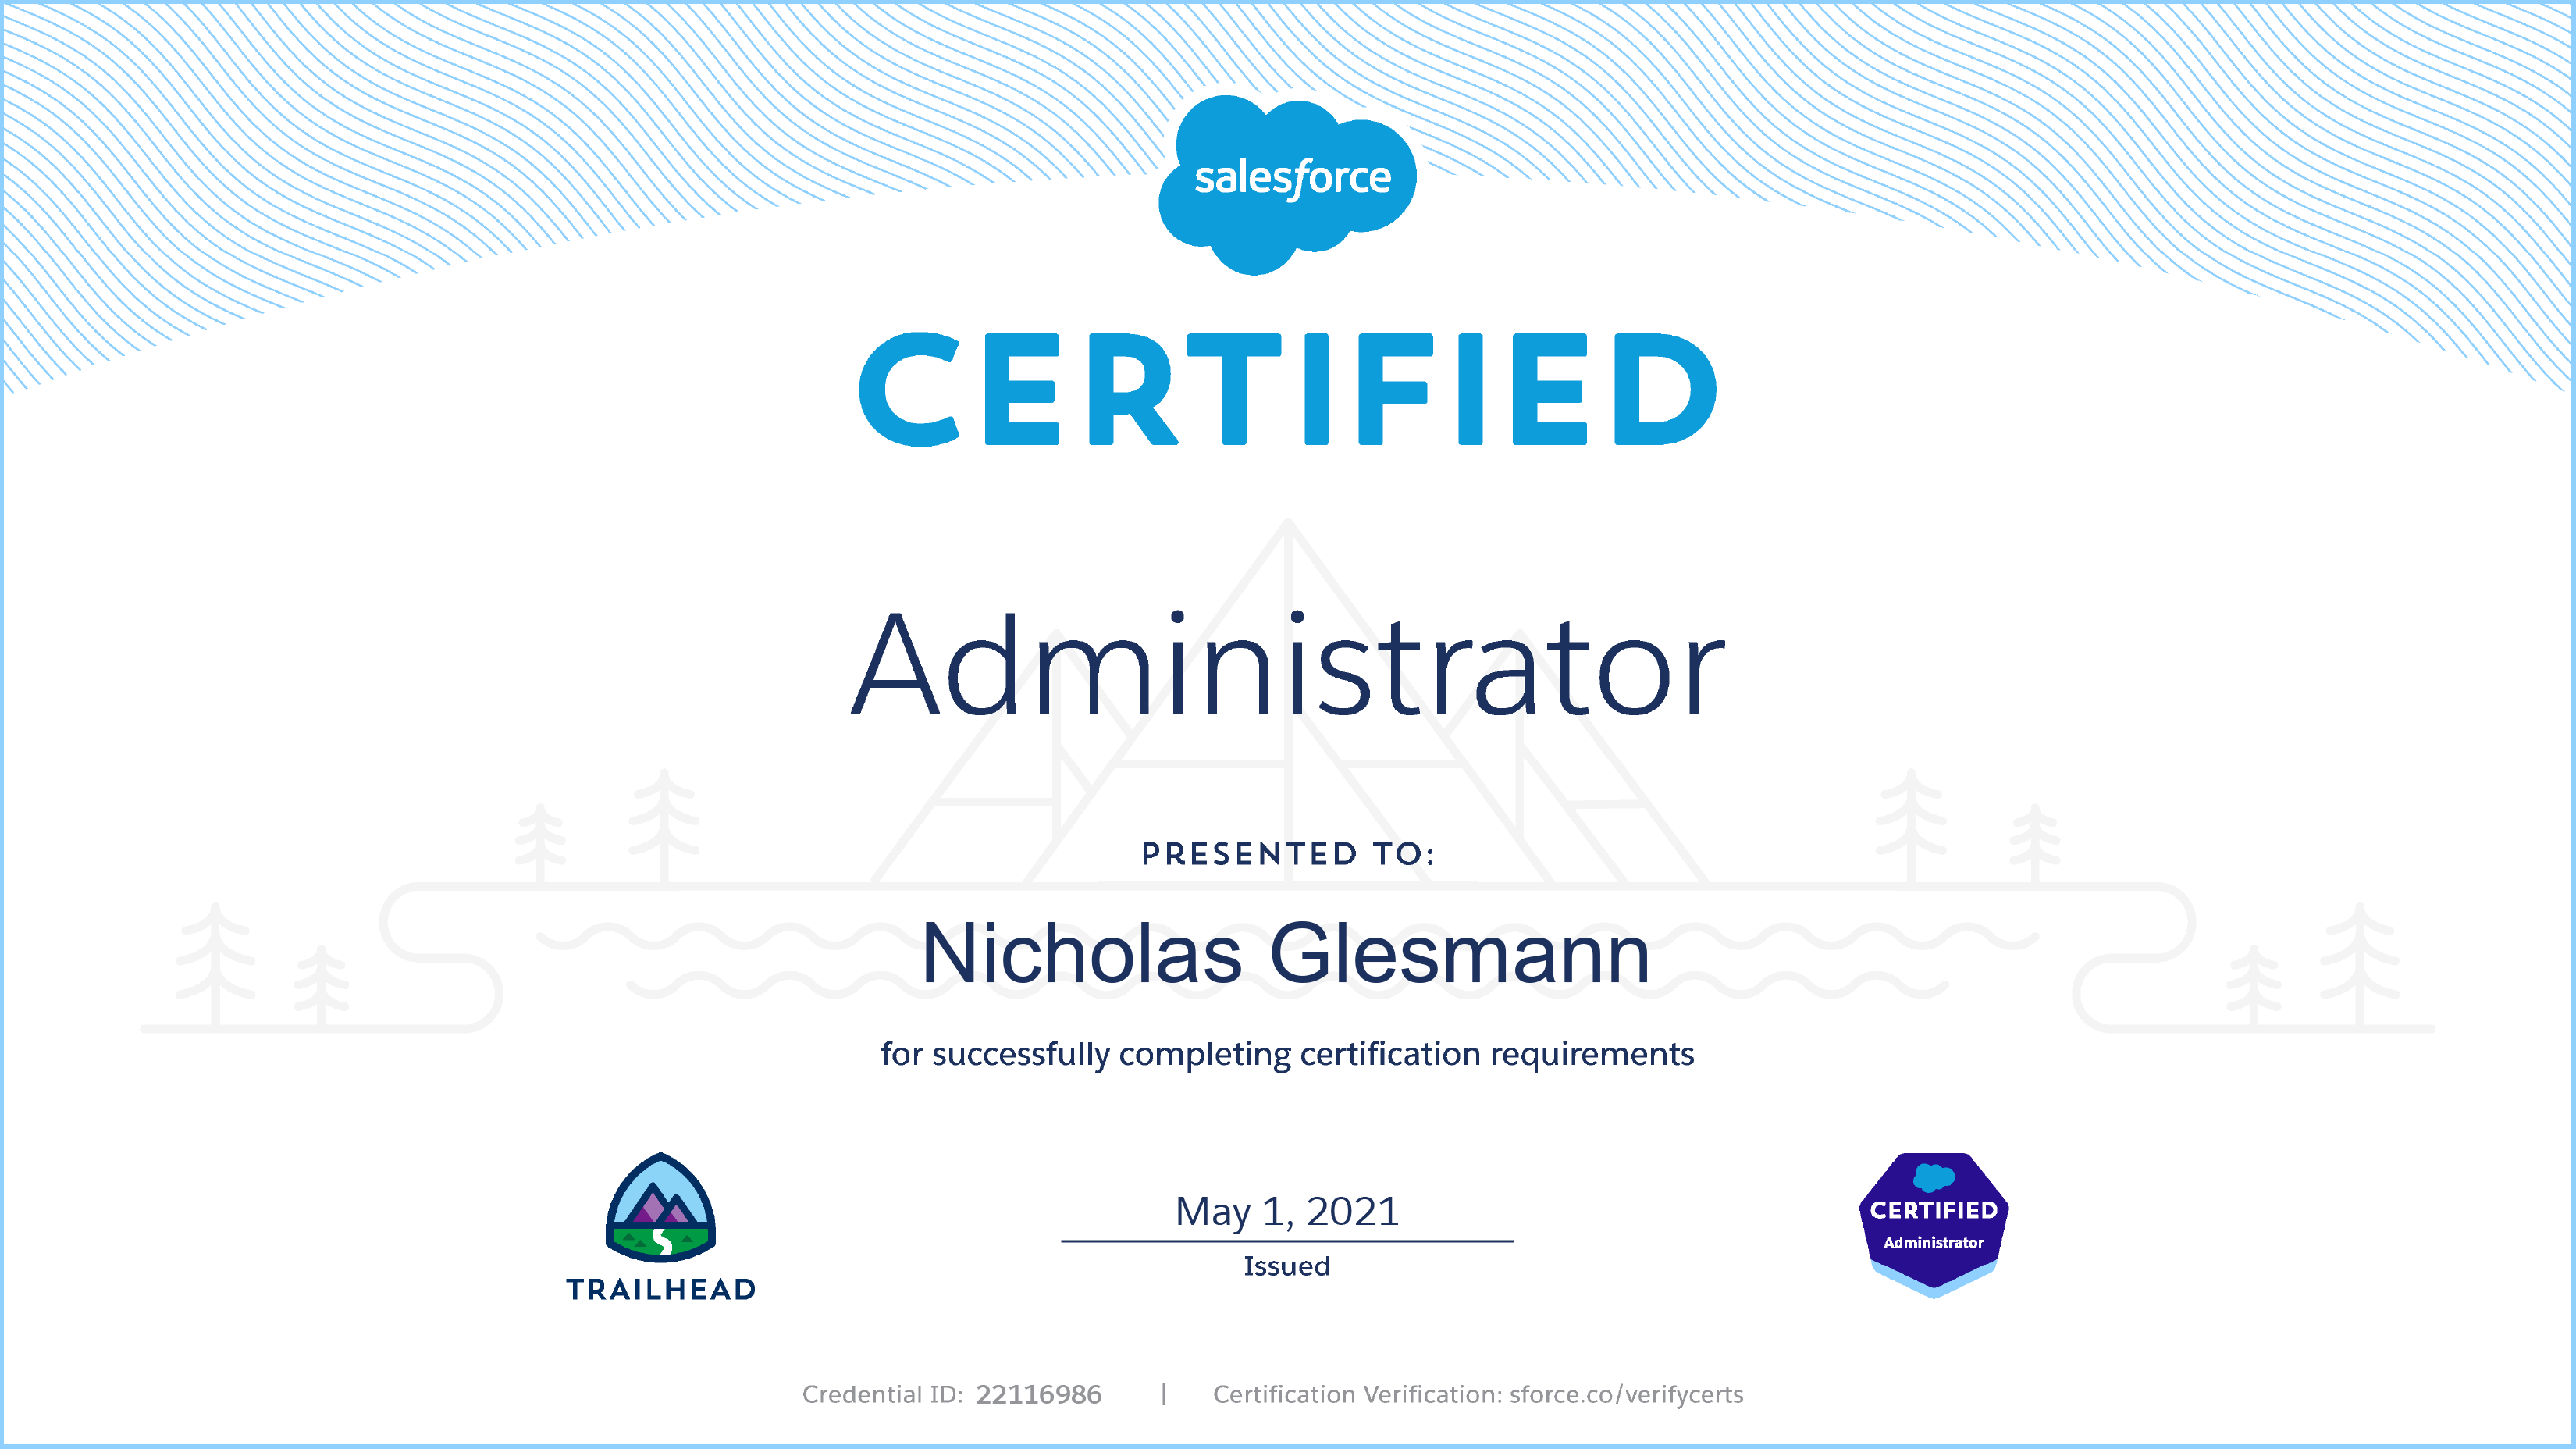 salesforce
CERTIFIED
Administrator
PRESENTED TO:
Nicholas Glesmann
for successfully completing certification requirements
TRAILHEAD
May 1, 2021
Issued
CERTIFIED
Administrator
Credential ID: 22116986 | Certification Verification: sforce.co/verifycerts